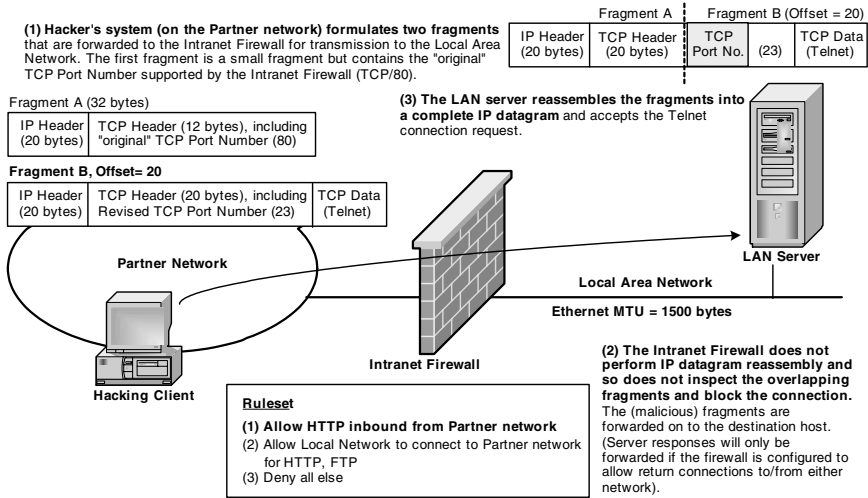 (1) Hacker's system (on the Partner network) formulates two fragments
that are forwarded to the Intranet Firewall for transmission to the Local Area
Network. The first fragment is a small fragment but contains the "original"
TCP Port Number supported by the Intranet Firewall (TCP/80).
Fragment A
Fragment B (Offset = 20)
IP Header
(20 bytes)
TCP Header
(20 bytes)
TCP
Port No.
(23)
TCP Data
(Telnet)
Fragment A (32 bytes)
IP Header
(20 bytes)
TCP Header (12 bytes), including
"original" TCP Port Number (80)
(3) The LAN server reassembles the fragments into
a complete IP datagram and accepts the Telnet
connection request.
Fragment B, Offset= 20
IP Header
(20 bytes)
TCP Header (20 bytes), including
Revised TCP Port Number (23)
TCP Data
(Telnet)
Partner Network
LAN Server
Local Area Network
Ethernet MTU = 1500 bytes
Intranet Firewall
Hacking Client
(2) The Intranet Firewall does not
perform IP datagram reassembly and
so does not inspect the overlapping
fragments and block the connection.
The (malicious) fragments are
forwarded on to the destination host.
(Server responses will only be
forwarded if the firewall is configured to
allow return connections to/from either
network).
Ruleset
(1) Allow HTTP inbound from Partner network
(2) Allow Local Network to connect to Partner network
for HTTP, FTP
(3) Deny all else